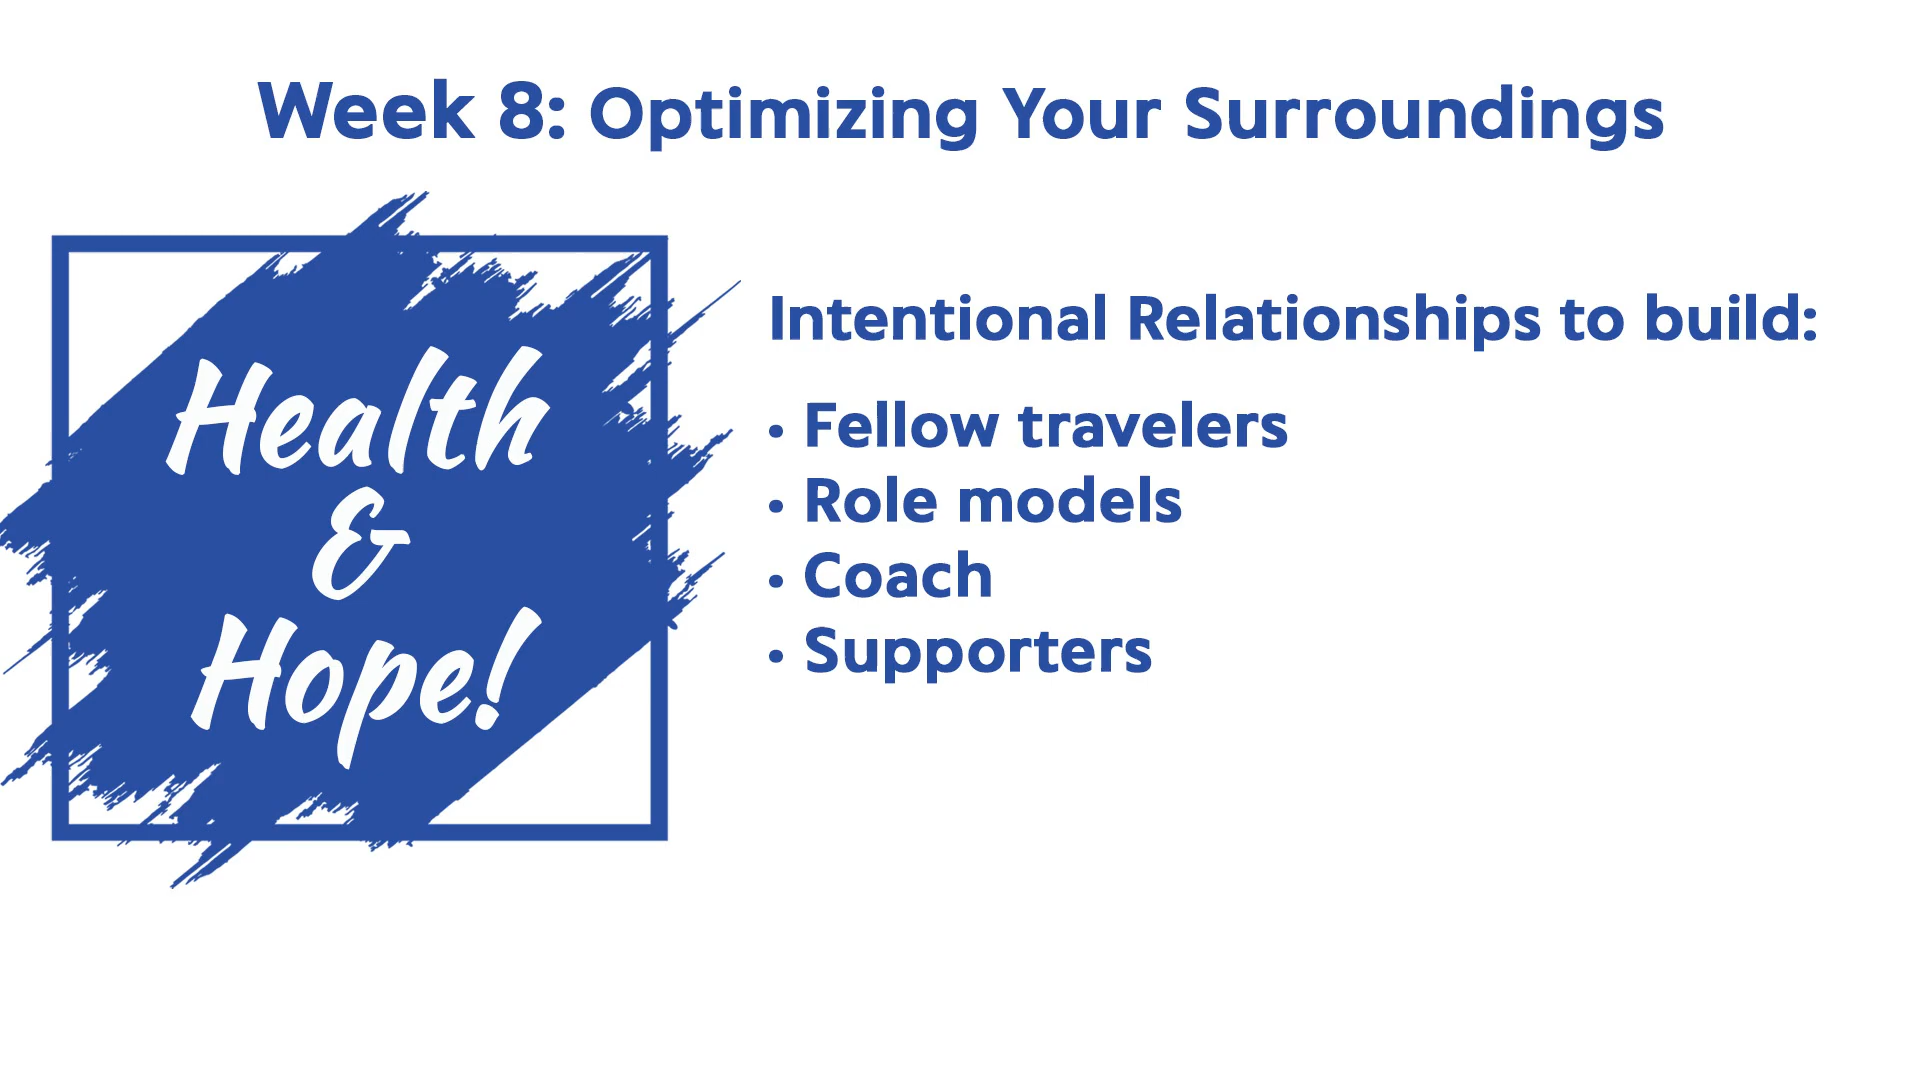 Week 8: Optimizing Your Surroundings
Health
&
Hope!
Intentional Relationships to build:
• Fellow travelers
• Role models
• Coach
• Supporters